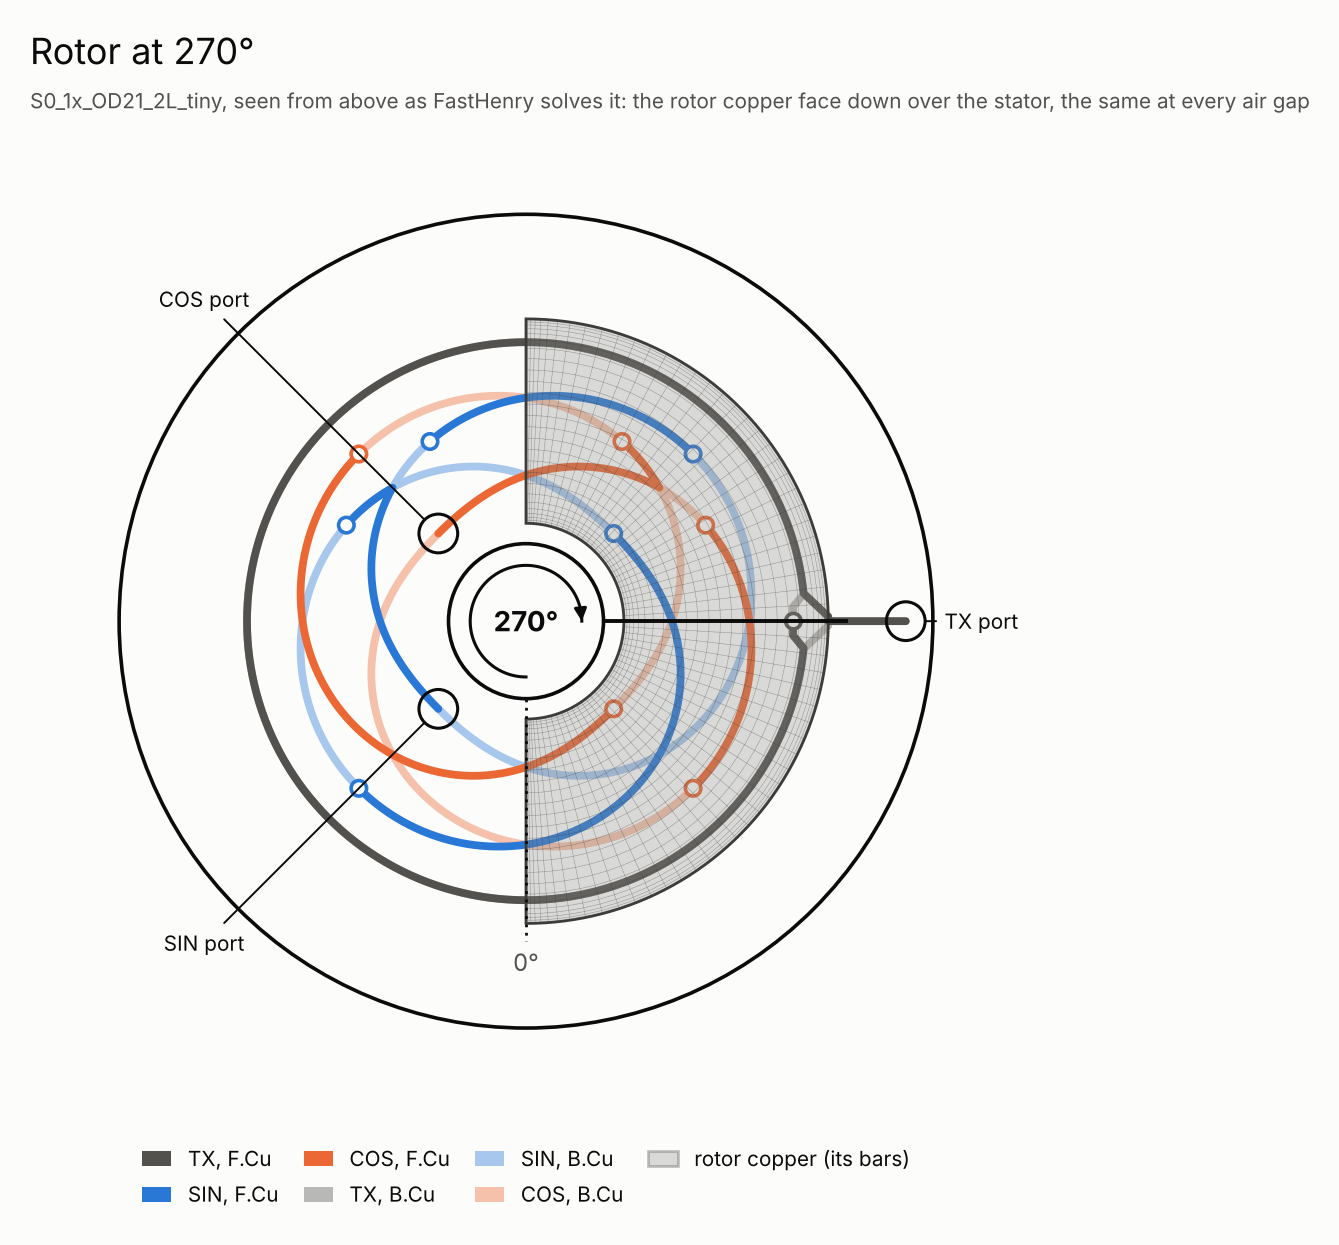 Rotor at 270°
S0_1x_OD21_2L_tiny, seen from above as FastHenry solves it: the rotor copper face down over the stator, the same at every air gap
COS port
270°
TX port
SIN port
0°
TX, F.Cu
COS, F.Cu
SIN, B.Cu
rotor copper (its bars)
SIN, F.Cu
TX, B.Cu
COS, B.Cu